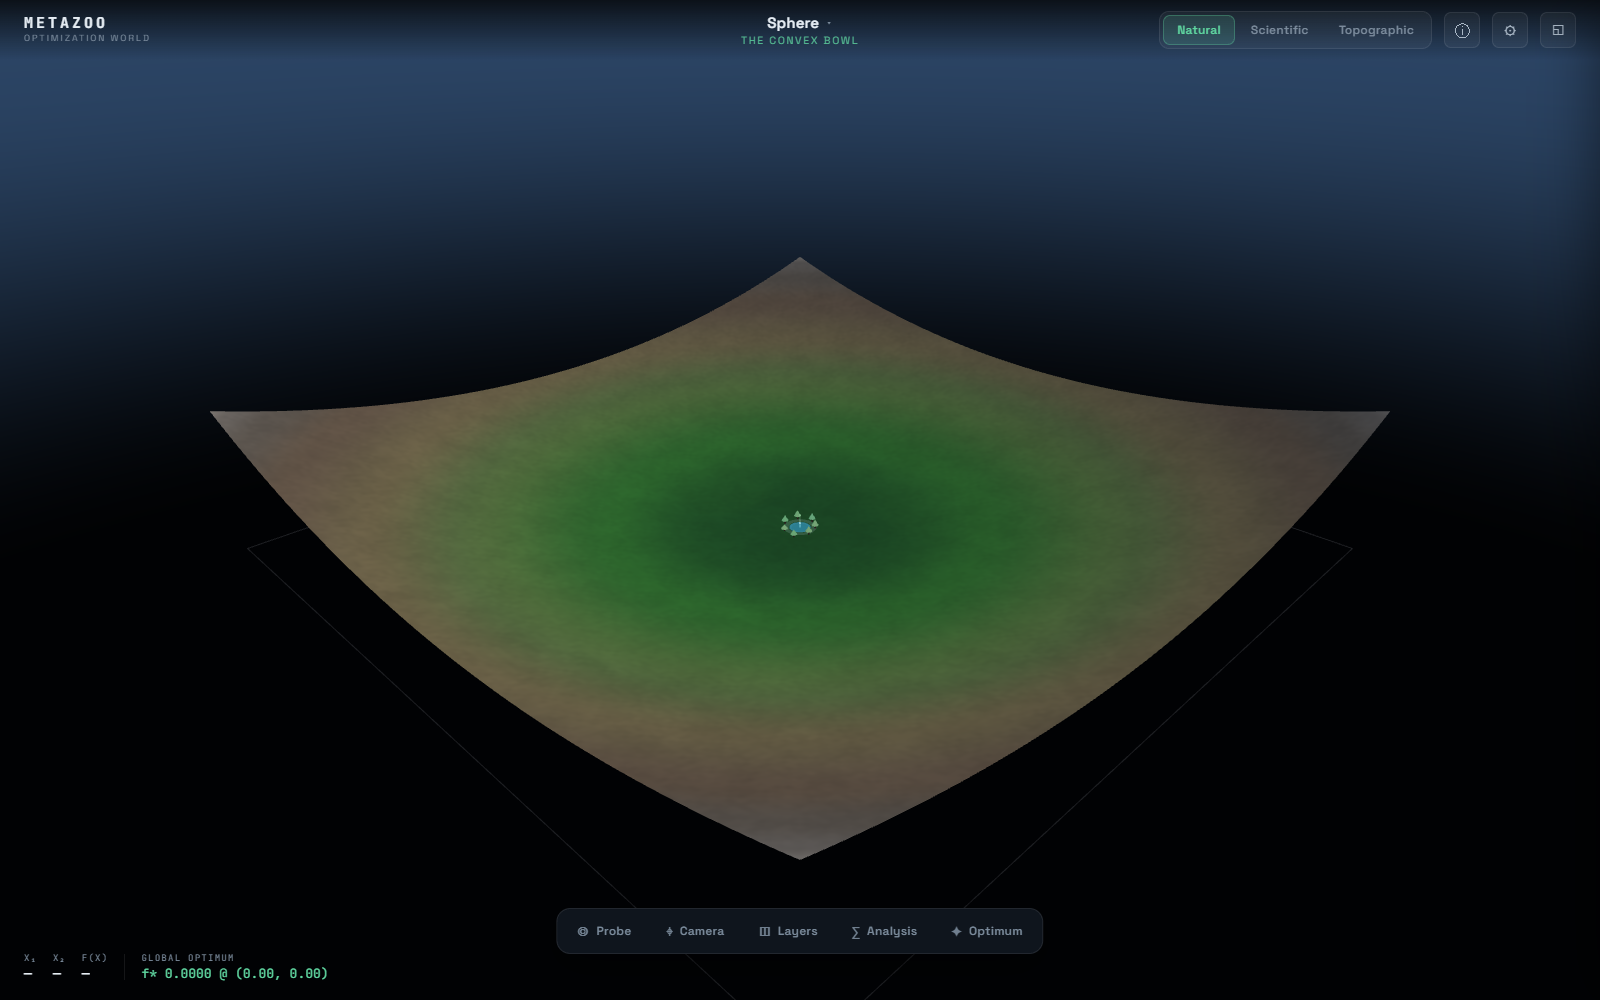 METAZOO
OPTIMIZATION WORLD
Sphere
THE CONVEX BOWL
Natural
Scientific
Topographic
Probe
Camera
Layers
Analysis
Optimum
X₁ X₂ F(X)
— — —
GLOBAL OPTIMUM
f* 0.0000 @ (0.00, 0.00)